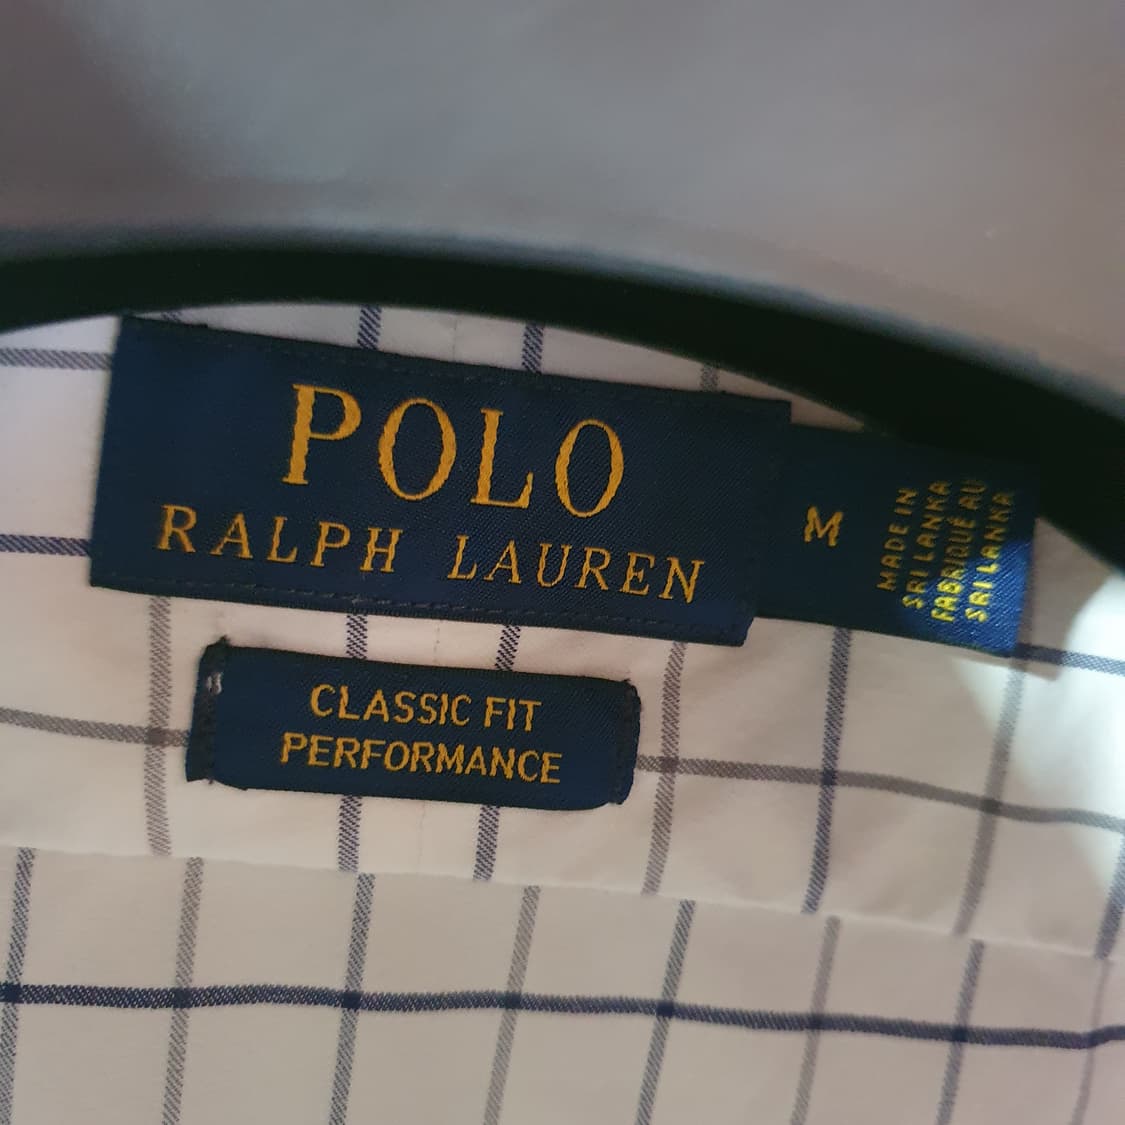 POLO
RALPH LAUREN
M
MADE IN
SRI LANKA
FABRIQUÉ AU
SRI LANKA
CLASSIC FIT
PERFORMANCE